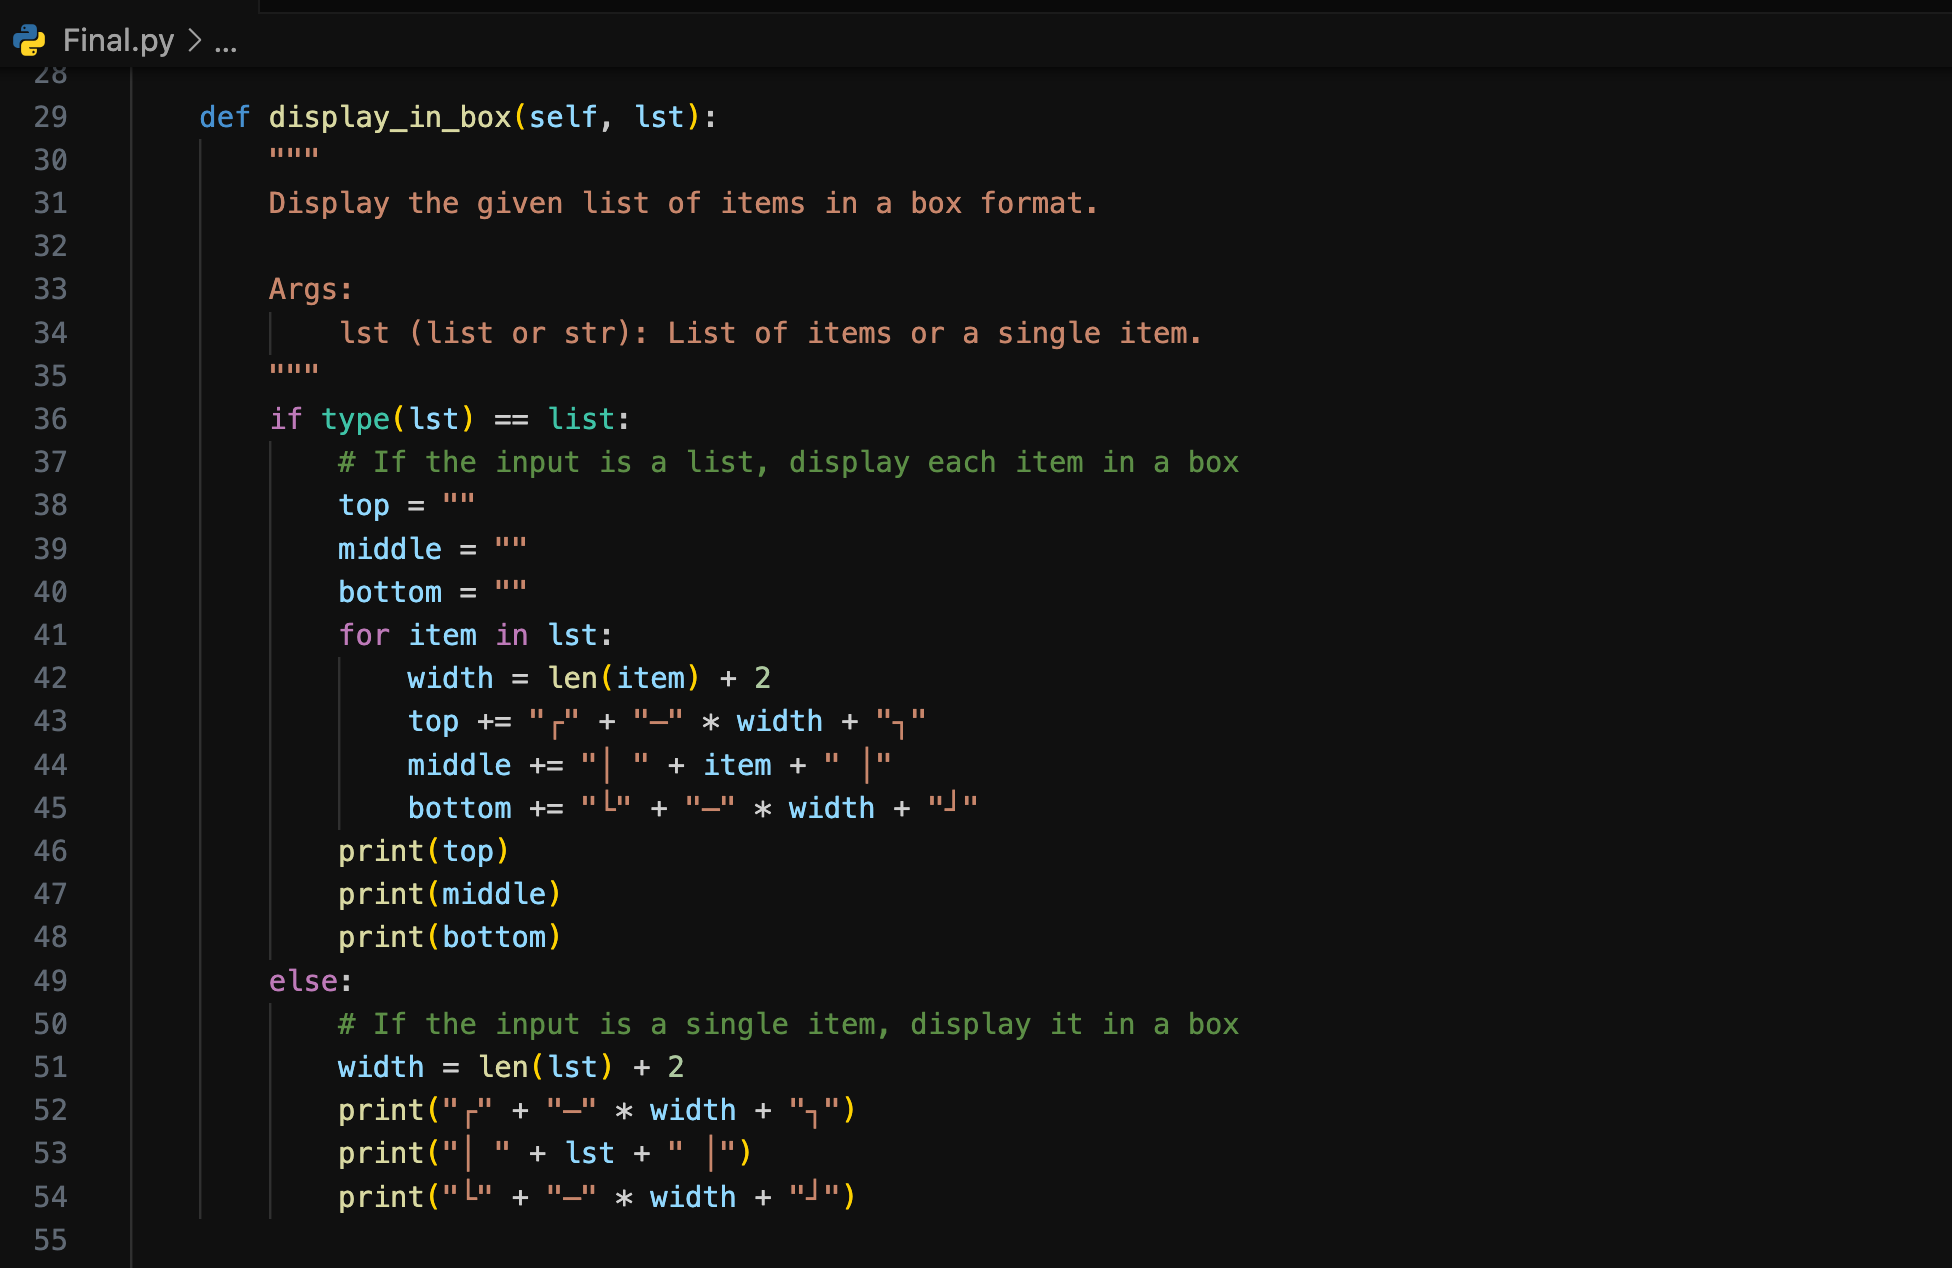 Final.py > ...
28
29 def display_in_box(self, lst):
30 """
31 Display the given list of items in a box format.
32
33 Args:
34 lst (list or str): List of items or a single item.
35 """
36 if type(lst) == list:
37 # If the input is a list, display each item in a box
38 top = ""
39 middle = ""
40 bottom = ""
41 for item in lst:
42 width = len(item) + 2
43 top += "┌" + "─" * width + "┐"
44 middle += "│ " + item + " │"
45 bottom += "└" + "─" * width + "┘"
46 print(top)
47 print(middle)
48 print(bottom)
49 else:
50 # If the input is a single item, display it in a box
51 width = len(lst) + 2
52 print("┌" + "─" * width + "┐")
53 print("│ " + lst + " │")
54 print("└" + "─" * width + "┘")
55